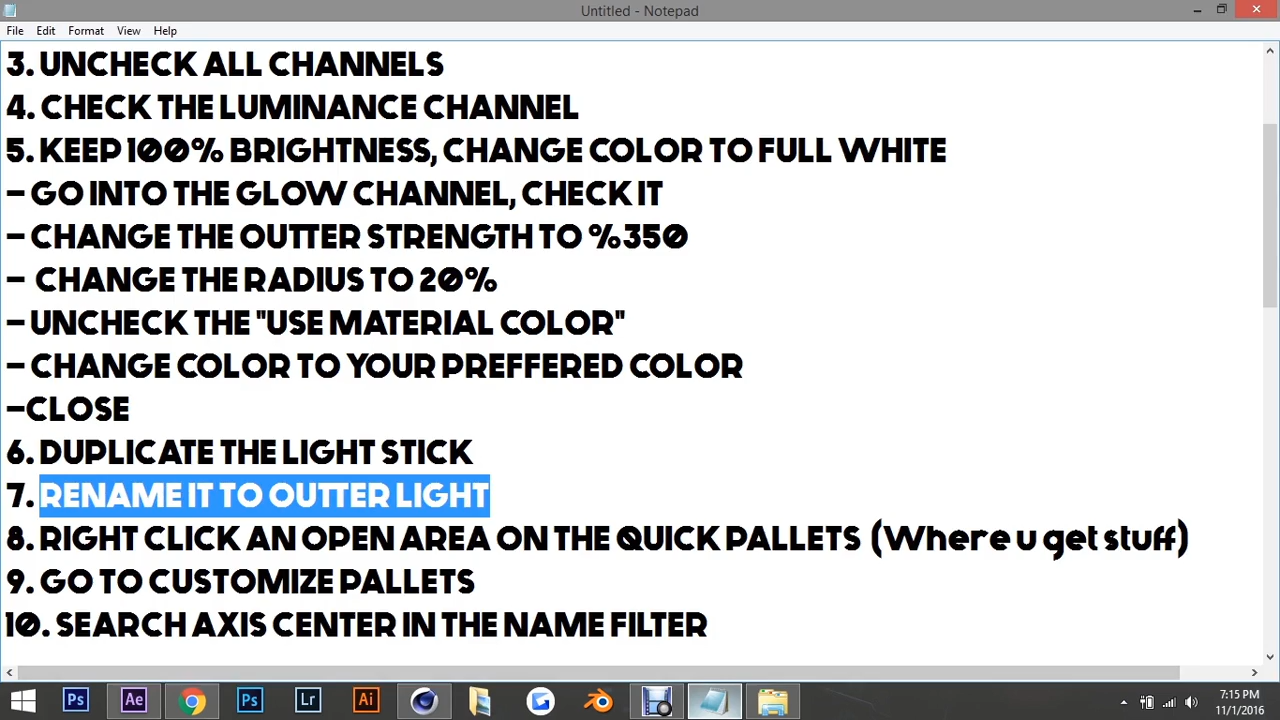 Untitled - Notepad
File Edit Format View Help
3. UNCHECK ALL CHANNELS
4. CHECK THE LUMINANCE CHANNEL
5. KEEP 100% BRIGHTNESS, CHANGE COLOR TO FULL WHITE
- GO INTO THE GLOW CHANNEL, CHECK IT
- CHANGE THE OUTTER STRENGTH TO %350
- CHANGE THE RADIUS TO 20%
- UNCHECK THE "USE MATERIAL COLOR"
- CHANGE COLOR TO YOUR PREFFERED COLOR
-CLOSE
6. DUPLICATE THE LIGHT STICK
7. RENAME IT TO OUTTER LIGHT
8. RIGHT CLICK AN OPEN AREA ON THE QUICK PALLETS (Where u get stuff)
9. GO TO CUSTOMIZE PALLETS
10. SEARCH AXIS CENTER IN THE NAME FILTER
Ps Ae Ps Lr Ai
7:15 PM
11/1/2016